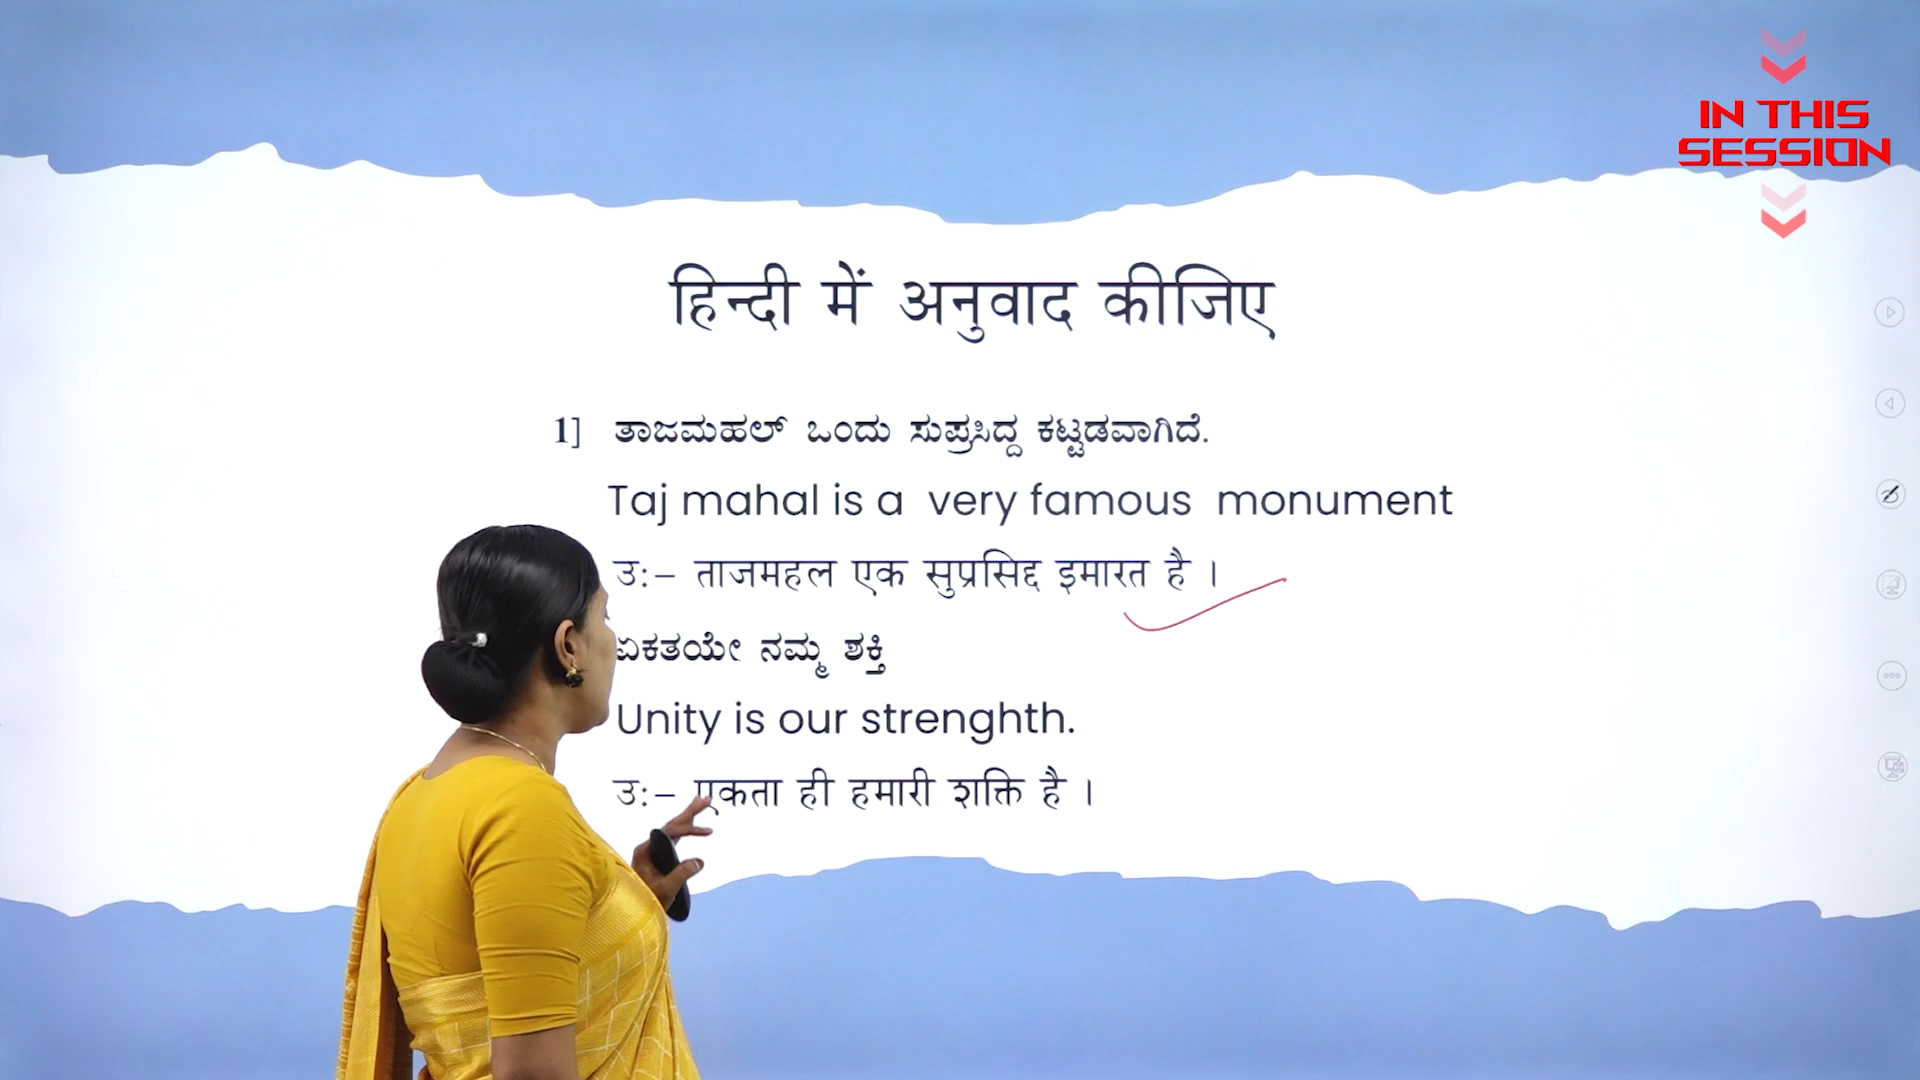 IN THIS
SESSION
हिन्दी में अनुवाद कीजिए
1] ತಾಜಮಹಲ್ ಒಂದು ಸುಪ್ರಸಿದ್ದ ಕಟ್ಟಡವಾಗಿದೆ.
Taj mahal is a very famous monument
उः– ताजमहल एक सुप्रसिद्द इमारत है ।
ಏಕತಯೇ ನಮ್ಮ ಶಕ್ತಿ
Unity is our strenghth.
उः– एकता ही हमारी शक्ति है ।